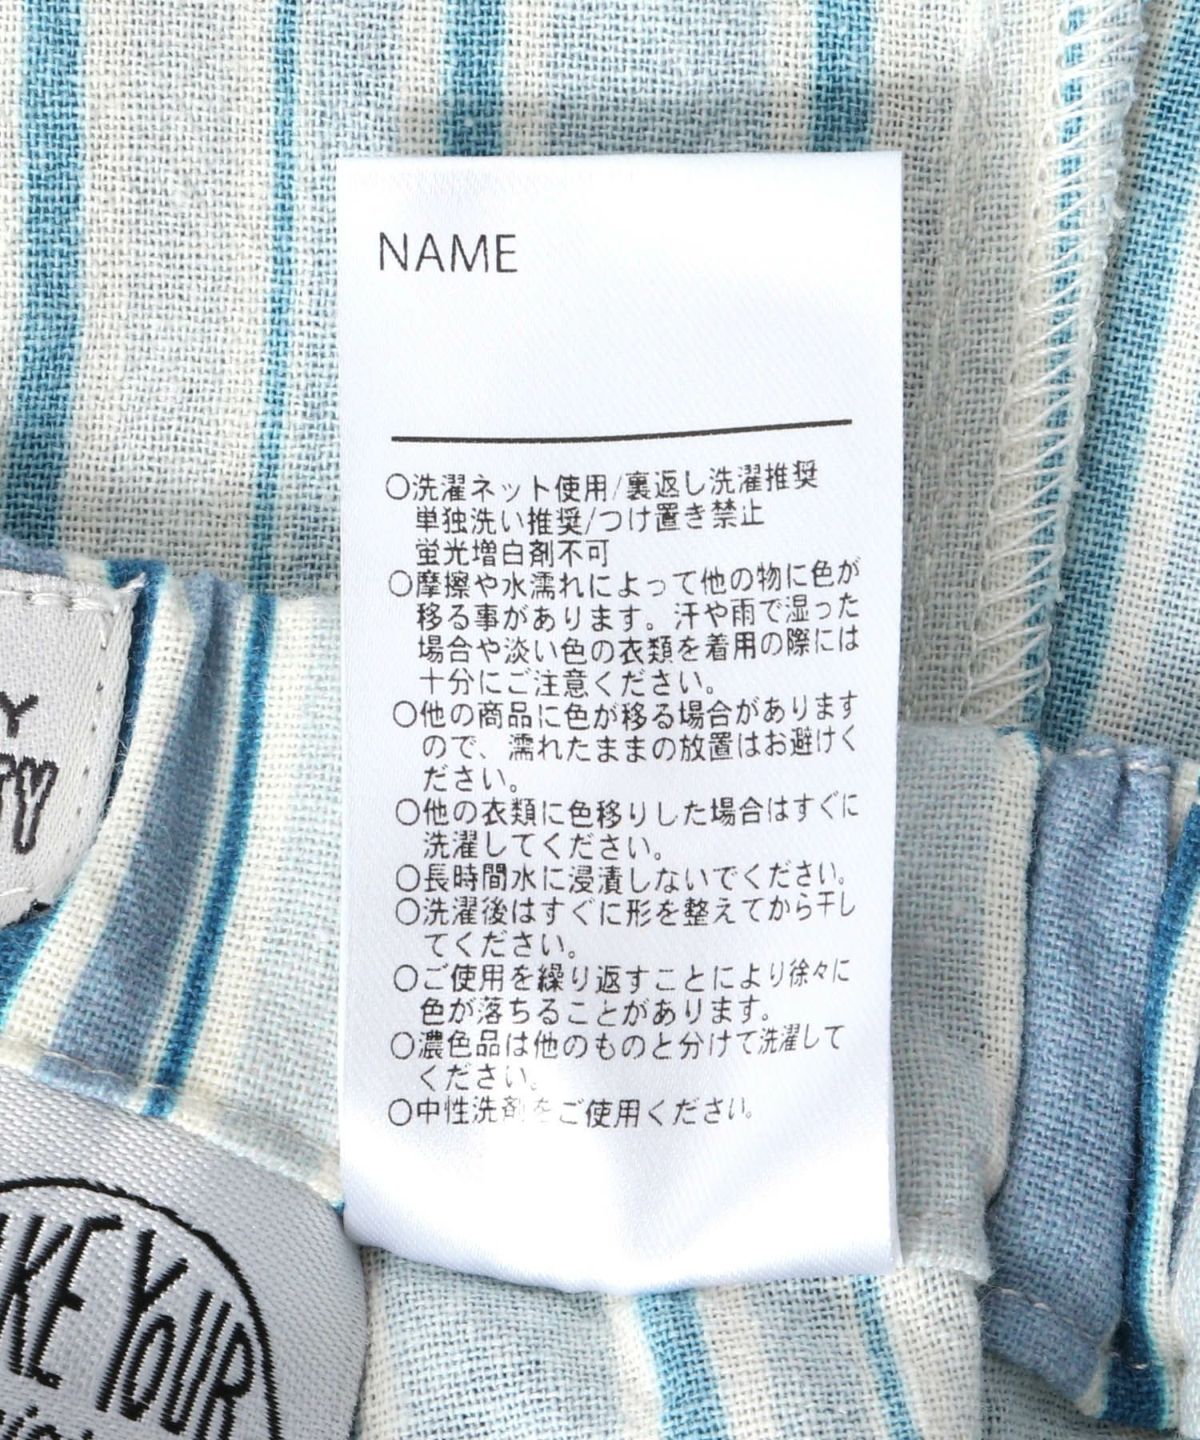 NAME
〇洗濯ネット使用/裏返し洗濯推奨
単独洗い推奨/つけ置き禁止
蛍光増白剤不可
〇摩擦や水濡れによって他の物に色が
移る事があります。汗や雨で湿った
場合や淡い色の衣類を着用の際には
十分にご注意ください。
〇他の商品に色が移る場合があります
ので、濡れたままの放置はお避けく
ださい。
〇他の衣類に色移りした場合はすぐに
洗濯してください。
〇長時間水に浸漬しないでください。
〇洗濯後はすぐに形を整えてから干し
てください。
〇ご使用を繰り返すことにより徐々に
色が落ちることがあります。
〇濃色品は他のものと分けて洗濯して
ください。
〇中性洗剤をご使用ください。
Y
TY
AKE YOUR